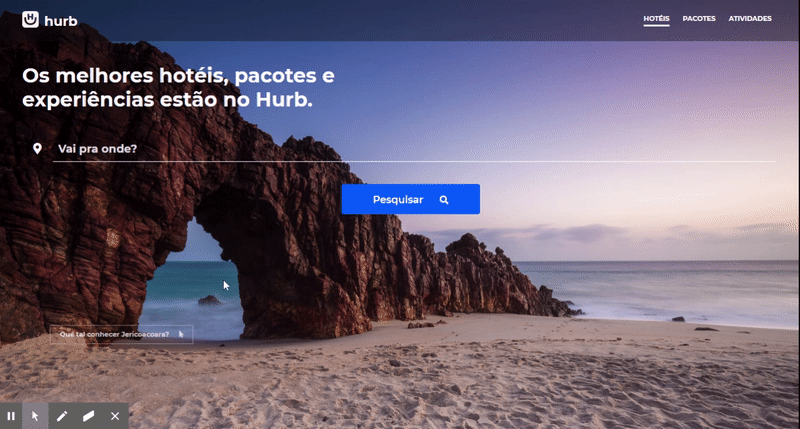 hurb
HOTÉIS PACOTES ATIVIDADES
Os melhores hotéis, pacotes e
experiências estão no Hurb.
Vai pra onde?
Pesquisar
Que tal conhecer Jericoacoara?